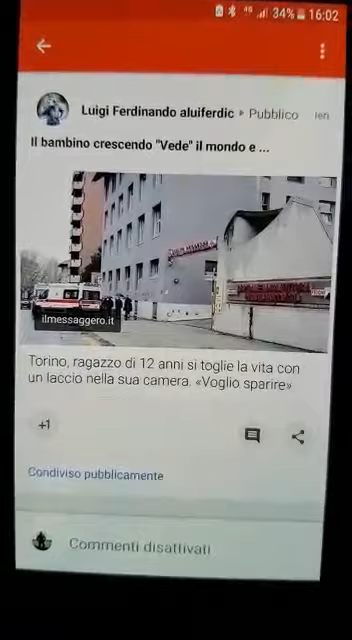 34% 16:02
Luigi Ferdinando aluiferdic ▸ Pubblico ieri
Il bambino crescendo "Vede" il mondo e ...
ilmessaggero.it
Torino, ragazzo di 12 anni si toglie la vita con
un laccio nella sua camera. «Voglio sparire»
+1
Condiviso pubblicamente
Commenti disattivati